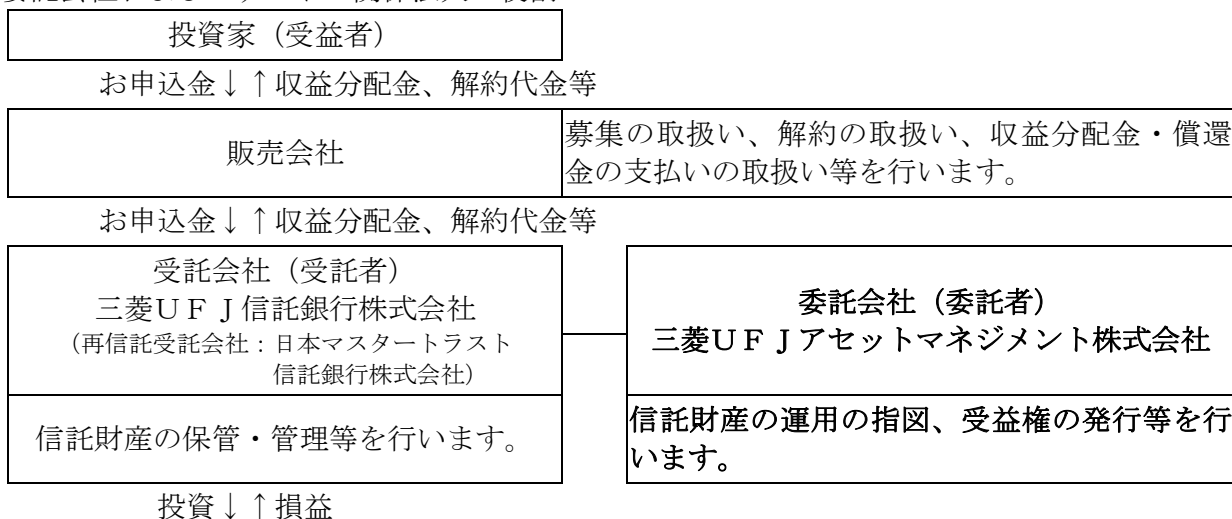 投資家（受益者）
お申込金↓↑収益分配金、解約代金等
販売会社
募集の取扱い、解約の取扱い、収益分配金・償還
金の支払いの取扱い等を行います。
お申込金↓↑収益分配金、解約代金等
受託会社（受託者）
三菱ＵＦＪ信託銀行株式会社
（再信託受託会社：日本マスタートラスト
信託銀行株式会社）
委託会社（委託者）
三菱ＵＦＪアセットマネジメント株式会社
信託財産の保管・管理等を行います。
信託財産の運用の指図、受益権の発行等を行
います。
投資↓↑損益